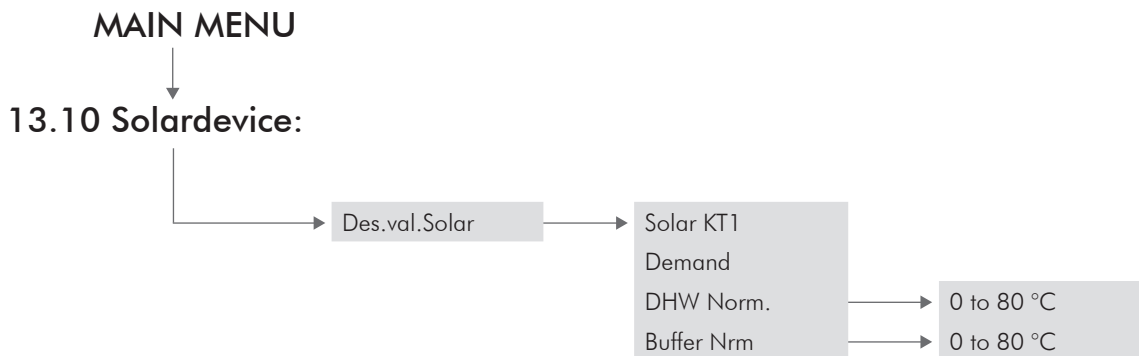 MAIN MENU
13.10 Solardevice:
Des.val.Solar
Solar KT1
Demand
DHW Norm.
0 to 80 °C
Buffer Nrm
0 to 80 °C